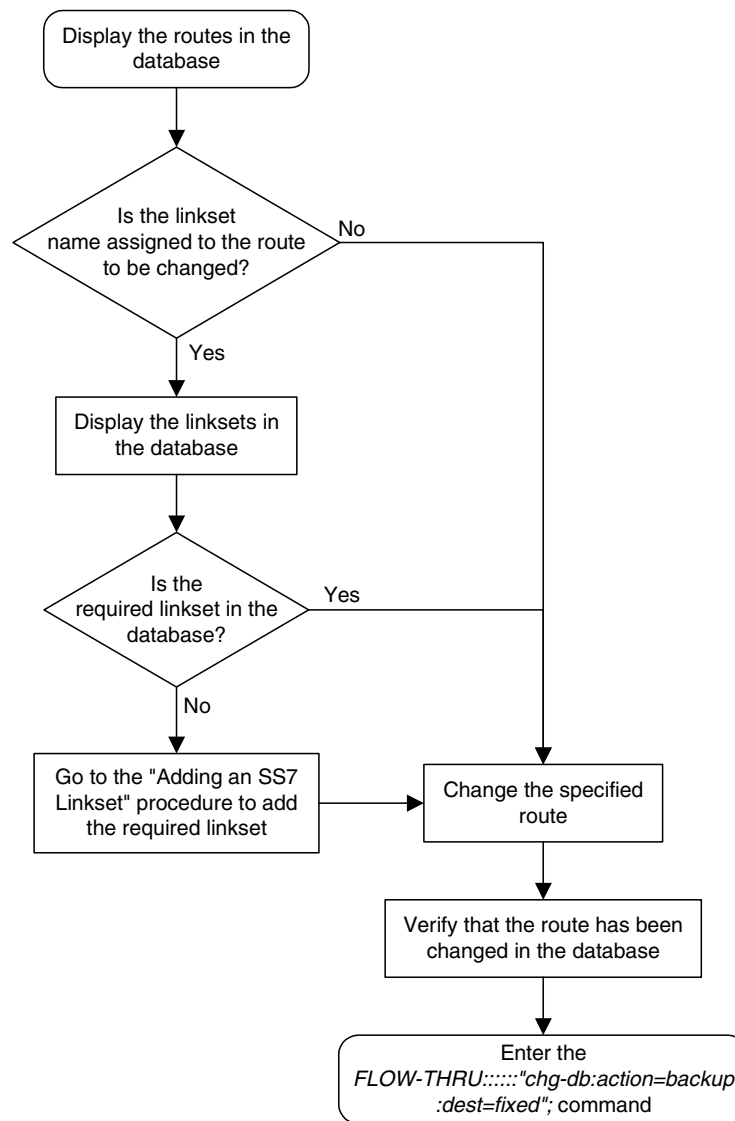 Display the routes in the
database
Is the linkset
name assigned to the route
to be changed?
No
Yes
Display the linksets in
the database
Is the
required linkset in the
database?
Yes
No
Go to the "Adding an SS7
Linkset" procedure to add
the required linkset
Change the specified
route
Verify that the route has been
changed in the database
Enter the
FLOW-THRU::::::"chg-db:action=backup
:dest=fixed"; command